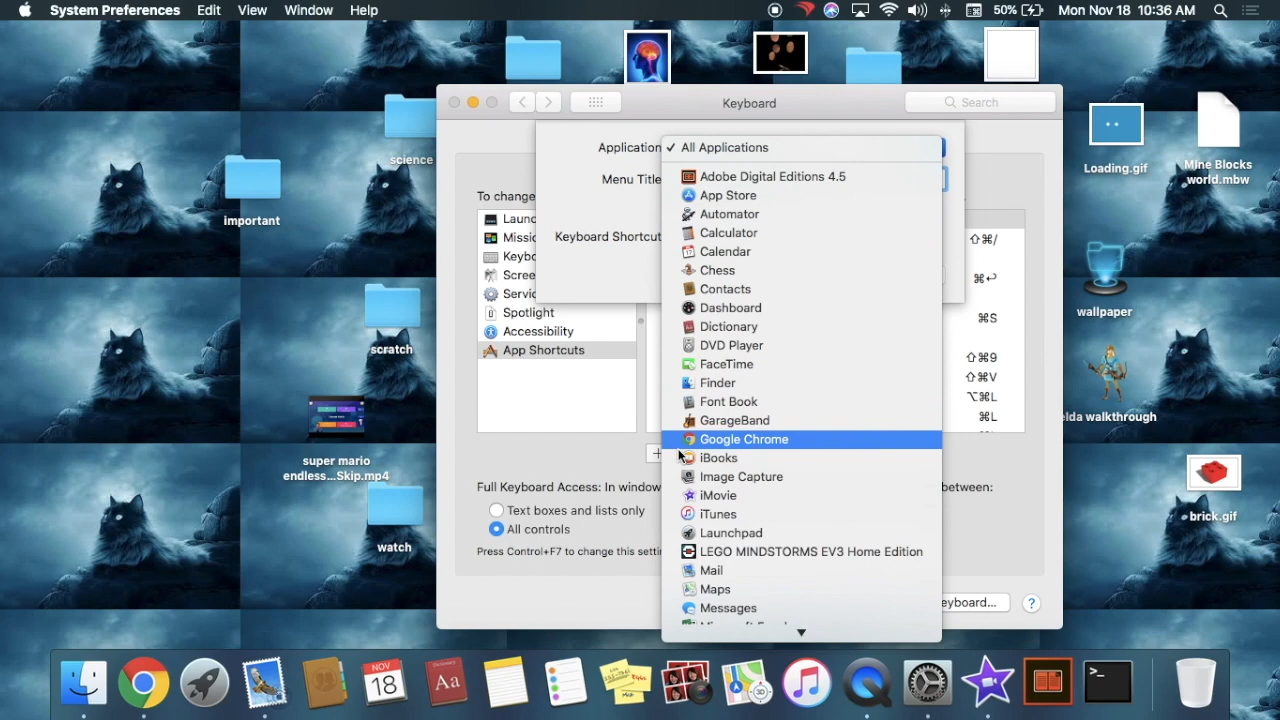 System Preferences Edit View Window Help
50% Mon Nov 18 10:36 AM
Keyboard
Search
Application
✓ All Applications
Menu Title
Keyboard Shortcut
Adobe Digital Editions 4.5
App Store
Automator
Calculator
Calendar
Chess
Contacts
Dashboard
Dictionary
DVD Player
FaceTime
Finder
Font Book
GarageBand
Google Chrome
iBooks
Image Capture
iMovie
iTunes
Launchpad
LEGO MINDSTORMS EV3 Home Edition
Mail
Maps
Messages
To change
Launc
Missio
Keybo
Scree
Servic
Spotlight
Accessibility
App Shortcuts
⇧⌘/
⌘↩
⌘S
⇧⌘9
⇧⌘V
⌥⌘L
⌘L
+
Full Keyboard Access: In window
between:
Text boxes and lists only
All controls
Press Control+F7 to change this setti
eyboard...
?
science
important
scratch
super mario
endless...Skip.mp4
watch
Loading.gif
Mine Blocks
world.mbw
wallpaper
elda walkthrough
brick.gif
NOV
18
Aa
3D
>_